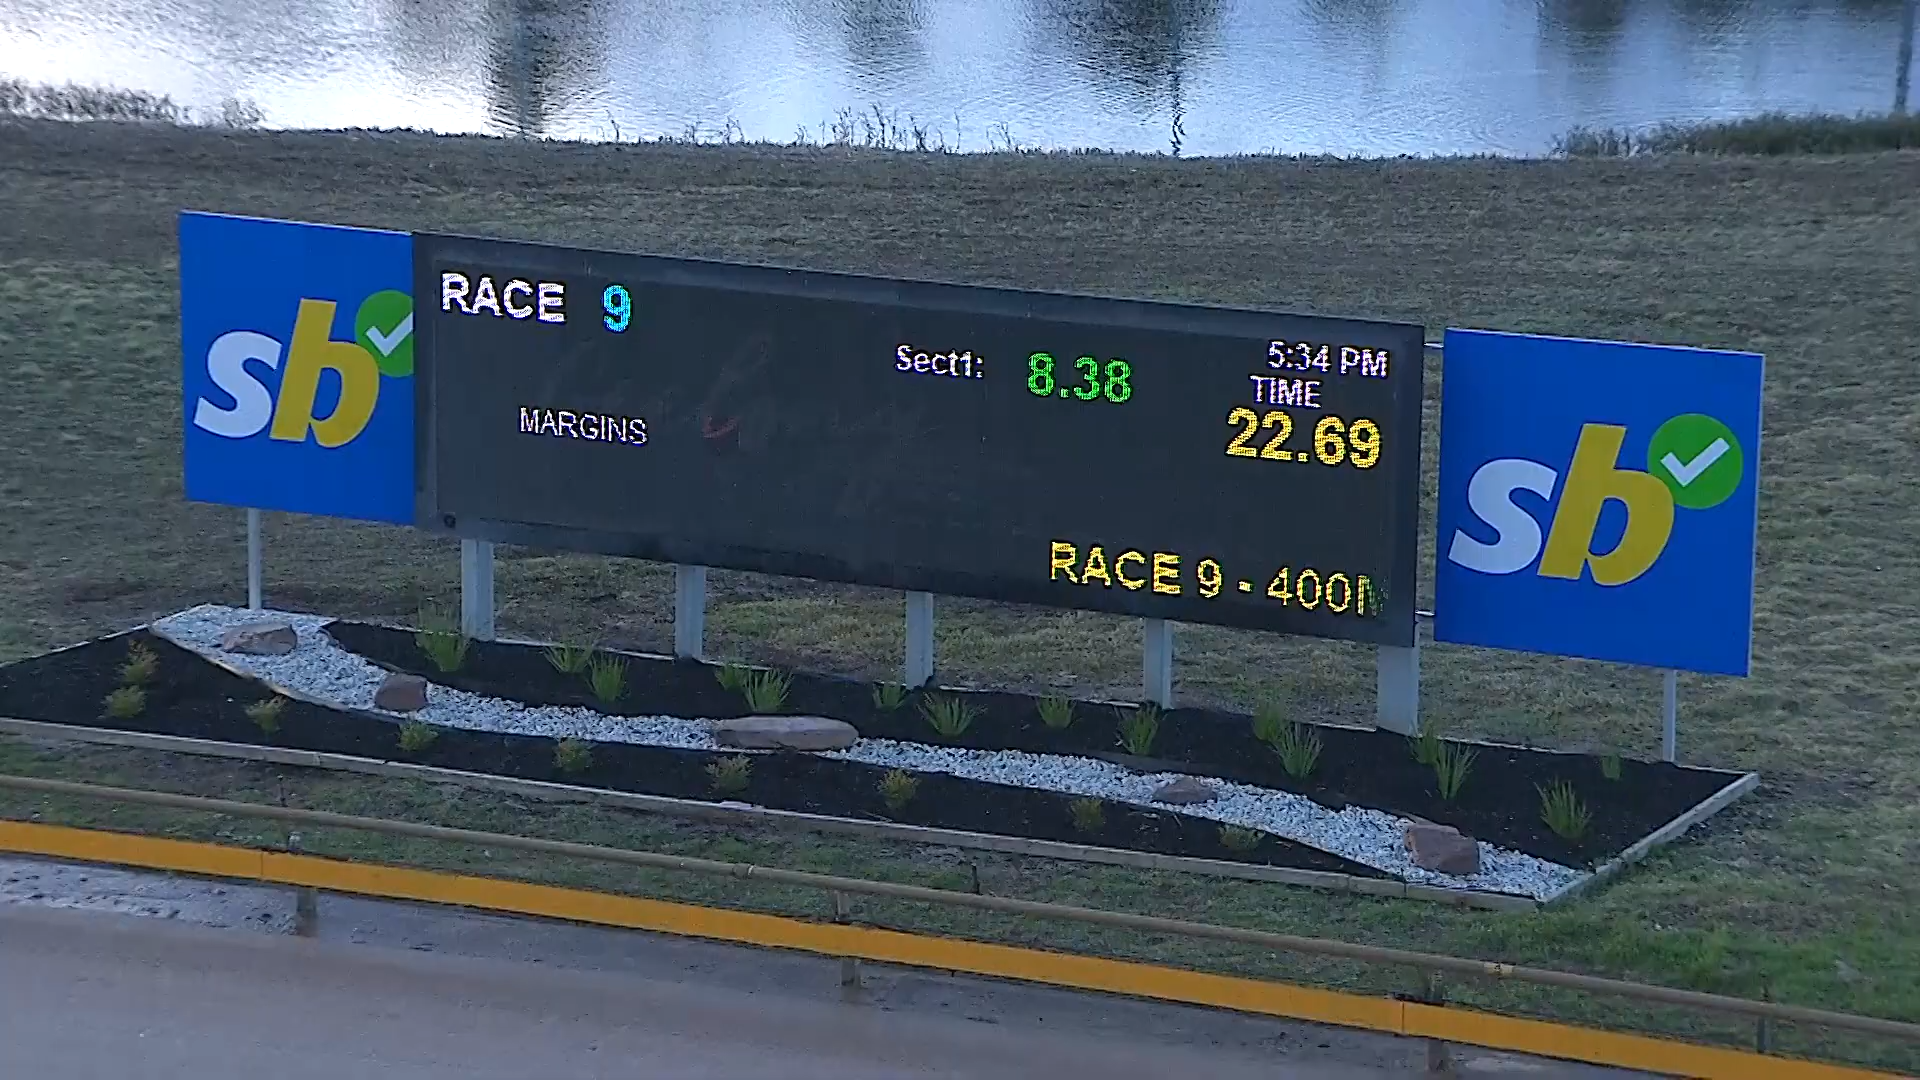 sb
RACE 9
Sect1: 8.38
5:34 PM
TIME
22.69
MARGINS
RACE 9 - 400M
sb